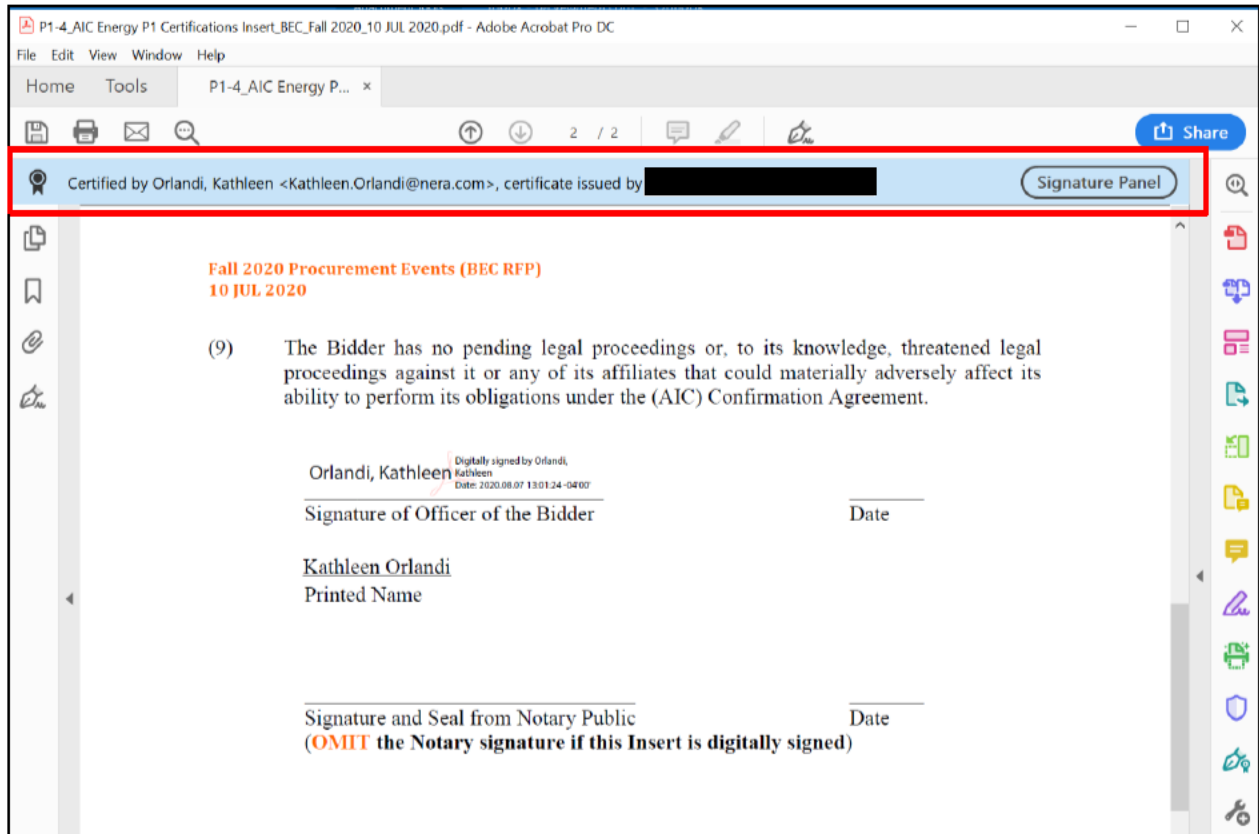 P1-4_AIC Energy P1 Certifications Insert_BEC_Fall 2020_10 JUL 2020.pdf - Adobe Acrobat Pro DC
File Edit View Window Help
Home Tools P1-4_AIC Energy P... ×
2 / 2 Share
Certified by Orlandi, Kathleen <Kathleen.Orlandi@nera.com>, certificate issued by Signature Panel
Fall 2020 Procurement Events (BEC RFP)
10 JUL 2020
(9) The Bidder has no pending legal proceedings or, to its knowledge, threatened legal
proceedings against it or any of its affiliates that could materially adversely affect its
ability to perform its obligations under the (AIC) Confirmation Agreement.
Orlandi, Kathleen
Digitally signed by Orlandi,
Kathleen
Date: 2020.08.07 13:01:24 -04'00'
Signature of Officer of the Bidder Date
Kathleen Orlandi
Printed Name
Signature and Seal from Notary Public Date
(OMIT the Notary signature if this Insert is digitally signed)